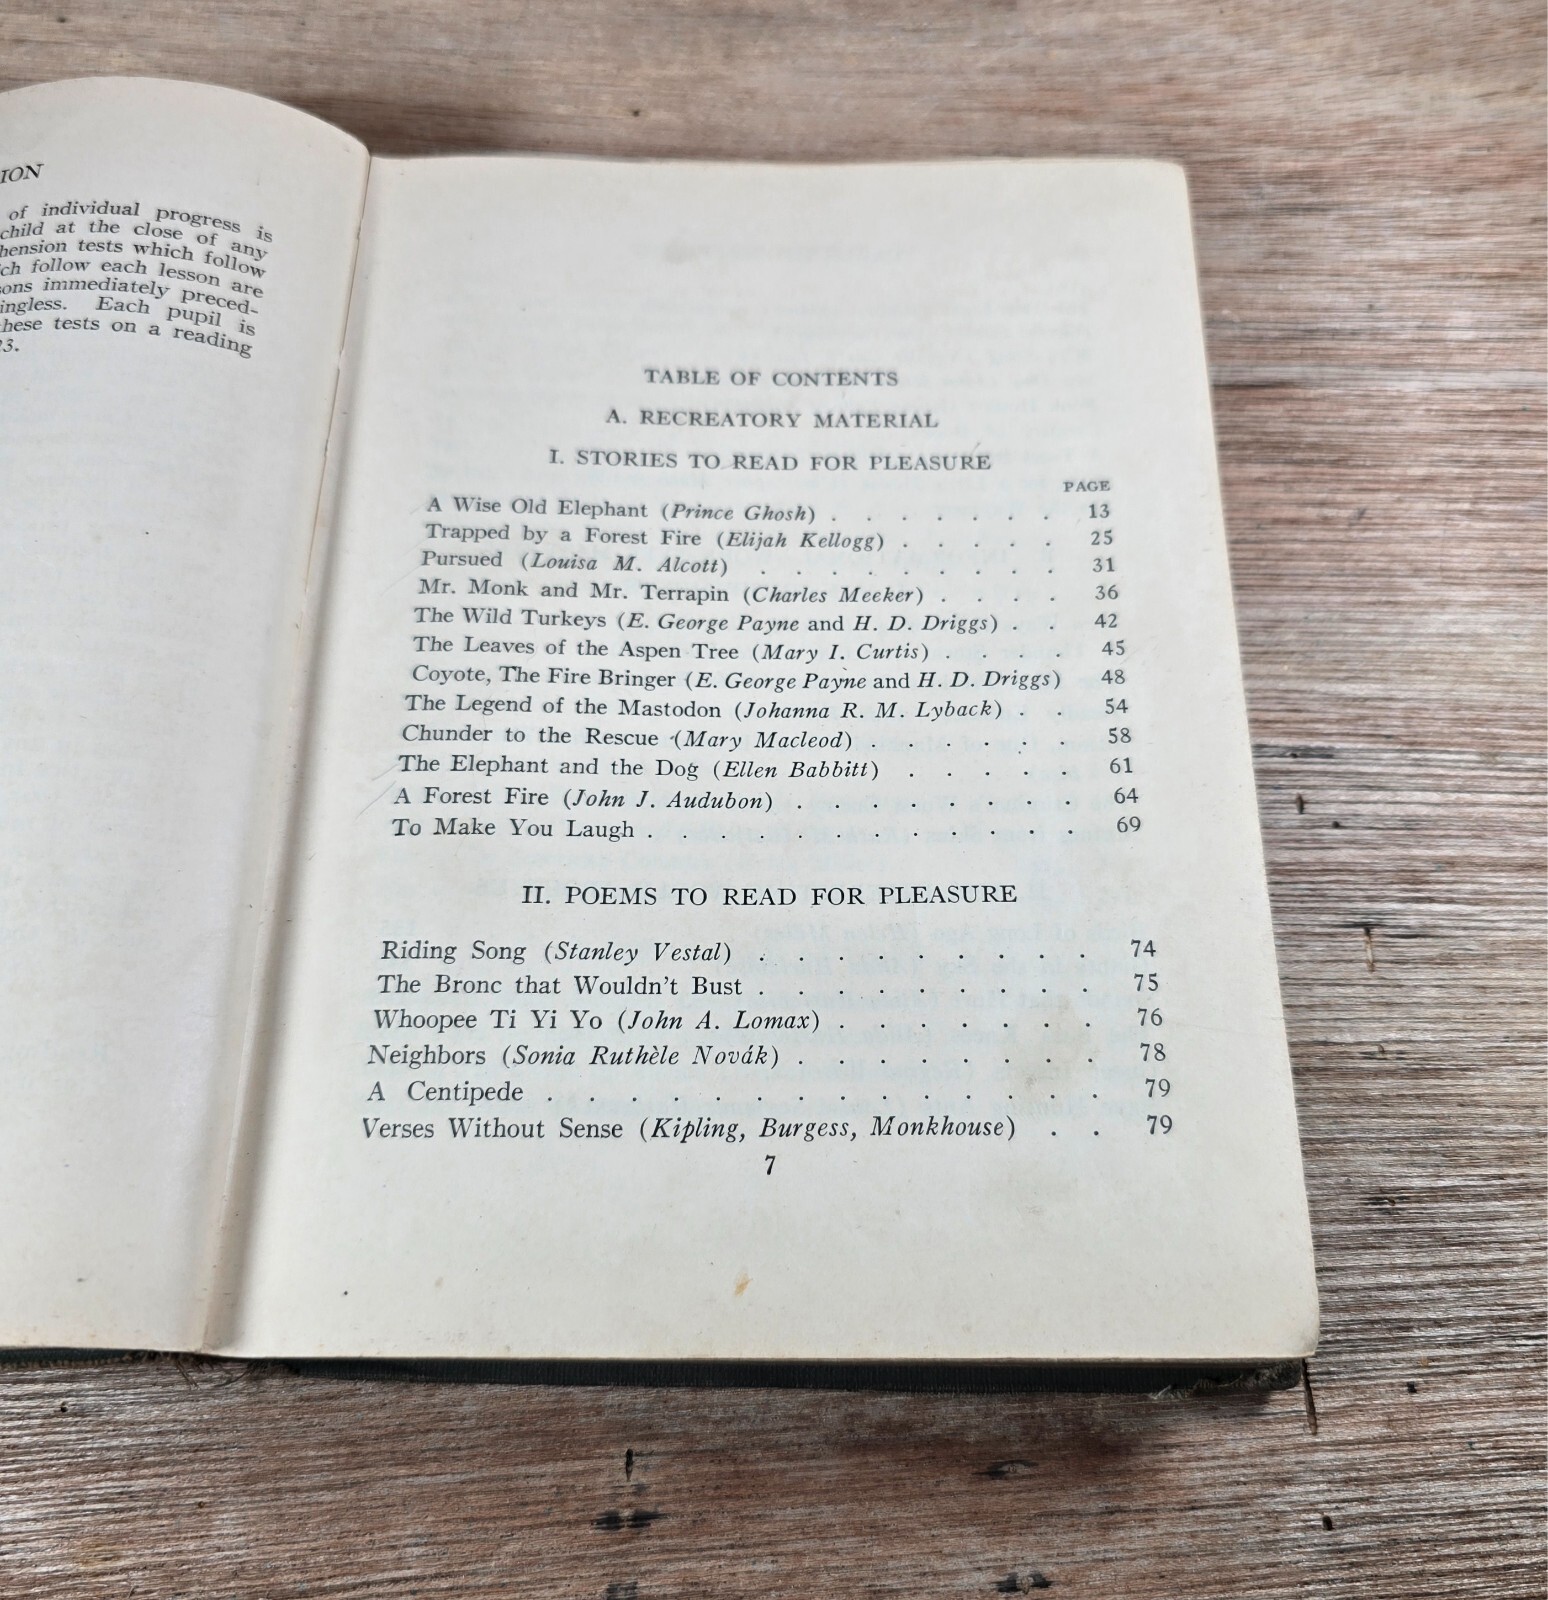 ION
of individual progress is
child at the close of any
hension tests which follow
ch follow each lesson are
ons immediately preced-
ingless. Each pupil is
hese tests on a reading
23.
TABLE OF CONTENTS
A. RECREATORY MATERIAL
I. STORIES TO READ FOR PLEASURE
PAGE
A Wise Old Elephant (Prince Ghosh) . . . . . . . 13
Trapped by a Forest Fire (Elijah Kellogg) . . . . . 25
Pursued (Louisa M. Alcott) . . . . . . . . . 31
Mr. Monk and Mr. Terrapin (Charles Meeker) . . . . 36
The Wild Turkeys (E. George Payne and H. D. Driggs) . . 42
The Leaves of the Aspen Tree (Mary I. Curtis) . . . . 45
Coyote, The Fire Bringer (E. George Payne and H. D. Driggs) 48
The Legend of the Mastodon (Johanna R. M. Lyback) . . 54
Chunder to the Rescue (Mary Macleod) . . . . . . 58
The Elephant and the Dog (Ellen Babbitt) . . . . . 61
A Forest Fire (John J. Audubon) . . . . . . . . 64
To Make You Laugh . . . . . . . . . . . . 69
II. POEMS TO READ FOR PLEASURE
Riding Song (Stanley Vestal) . . . . . . . . . 74
The Bronc that Wouldn't Bust . . . . . . . . . 75
Whoopee Ti Yi Yo (John A. Lomax) . . . . . . . 76
Neighbors (Sonia Ruthèle Novák) . . . . . . . . 78
A Centipede . . . . . . . . . . . . . . 79
Verses Without Sense (Kipling, Burgess, Monkhouse) . . 79
7